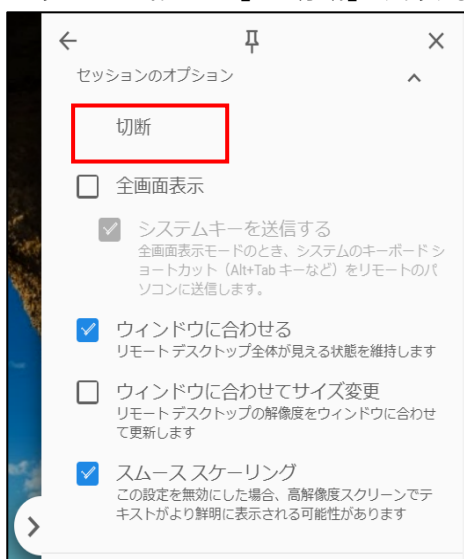 セッションのオプション
切断
全画面表示
システムキーを送信する
全画面表示モードのとき、システムのキーボード シ
ョートカット（Alt+Tab キーなど）をリモートのパ
ソコンに送信します。
ウィンドウに合わせる
リモート デスクトップ全体が見える状態を維持します
ウィンドウに合わせてサイズ変更
リモート デスクトップの解像度をウィンドウに合わせ
て更新します
スムース スケーリング
この設定を無効にした場合、高解像度スクリーンでテ
キストがより鮮明に表示される可能性があります